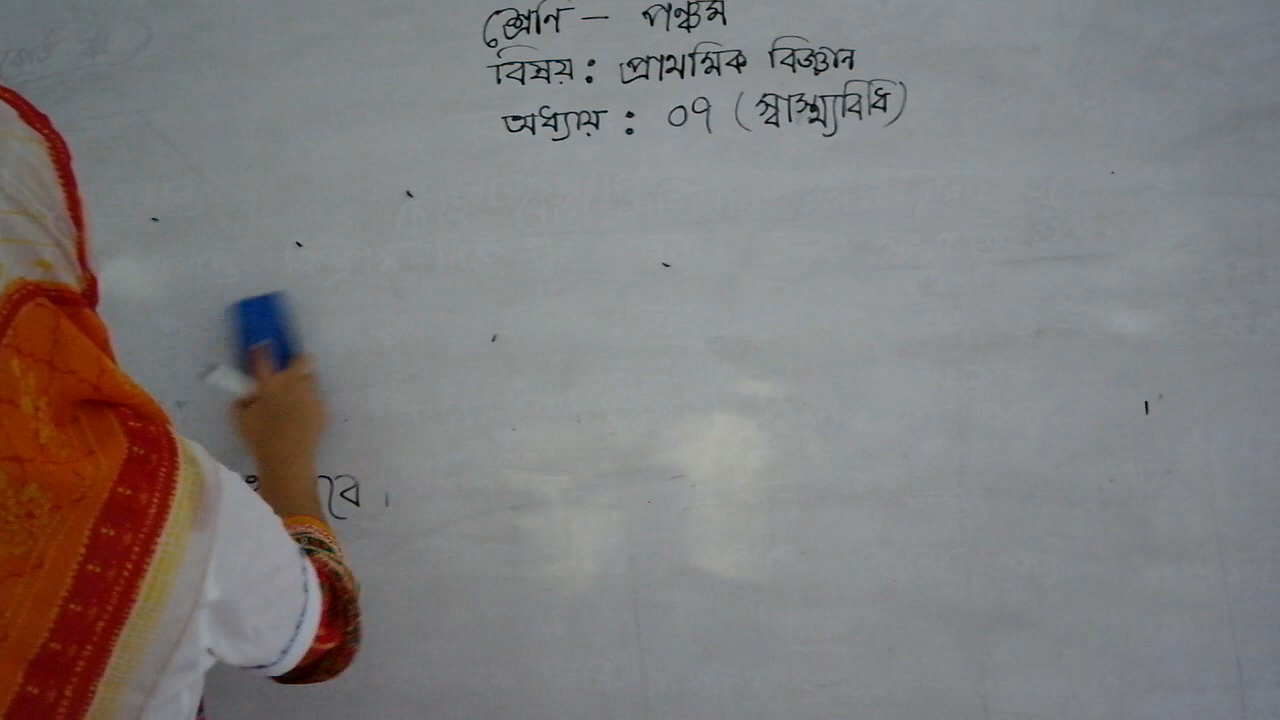 শ্রেণি - পঞ্চম
বিষয় : প্রাথমিক বিজ্ঞান
অধ্যায় : ০৭ (স্বাস্থ্যবিধি)